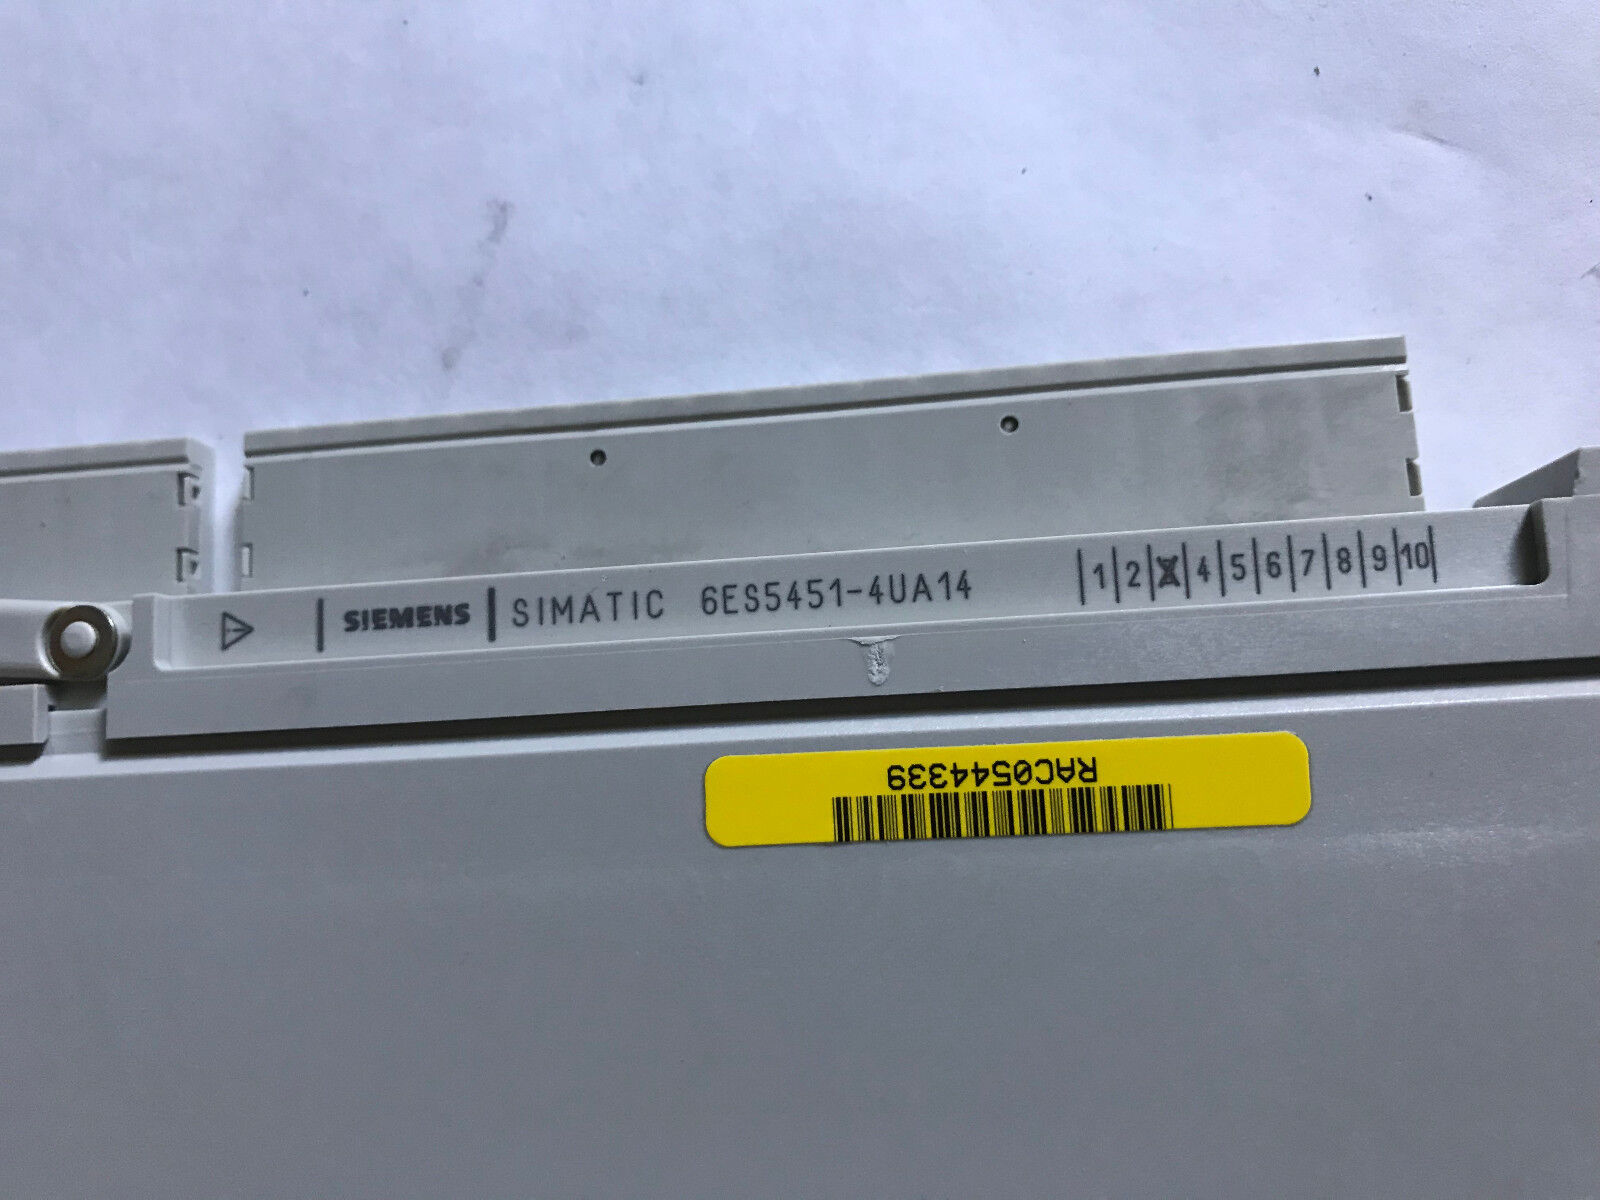 SIEMENS SIMATIC 6ES5451-4UA14 1 2 X 4 5 6 7 8 9 10
RAC0544339